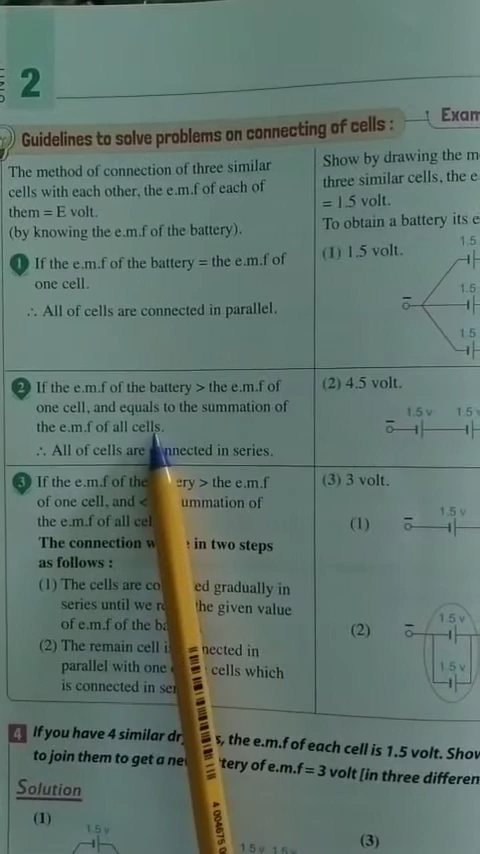 UNIT
2
Guidelines to solve problems on connecting of cells :
Exam
The method of connection of three similar
cells with each other, the e.m.f of each of
them = E volt.
(by knowing the e.m.f of the battery).
1 If the e.m.f of the battery = the e.m.f of
one cell.
∴ All of cells are connected in parallel.
2 If the e.m.f of the battery > the e.m.f of
one cell, and equals to the summation of
the e.m.f of all cells.
∴ All of cells are connected in series.
3 If the e.m.f of the ery > the e.m.f
of one cell, and < ummation of
the e.m.f of all cel
The connection w in two steps
as follows :
(1) The cells are co ed gradually in
series until we r the given value
of e.m.f of the ba
(2) The remain cell i nnected in
parallel with one cells which
is connected in se
Show by drawing the m
three similar cells, the e
= 1.5 volt.
To obtain a battery its e
(1) 1.5 volt.
1.5
1.5
1.5
(2) 4.5 volt.
1.5 v 1.5 v
(3) 3 volt.
(1)
1.5 v
(2)
1.5 v
1.5 v
4 If you have 4 similar dr s, the e.m.f of each cell is 1.5 volt. Show
to join them to get a ne tery of e.m.f = 3 volt [in three differen
Solution
(1)
1.5 v
1.5 v 1.5 v
(3)
4 004675 0